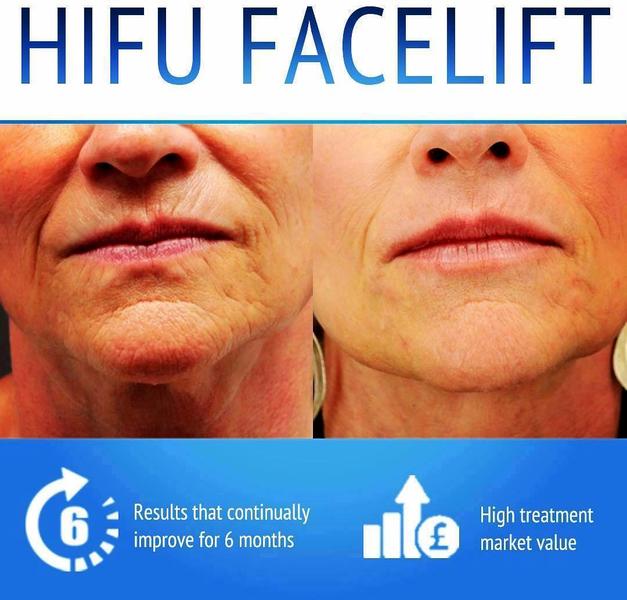 HIFU FACELIFT
6
Results that continually
improve for 6 months
£
High treatment
market value